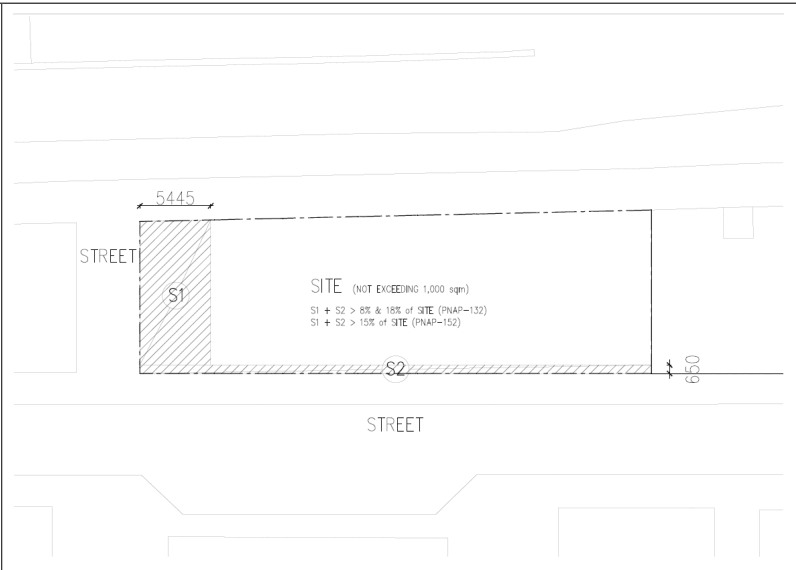 5445
STREET
S1
SITE (NOT EXCEEDING 1,000 sqm)
S1 + S2 > 8% & 18% of SITE (PNAP-132)
S1 + S2 > 15% of SITE (PNAP-152)
S2
650
STREET